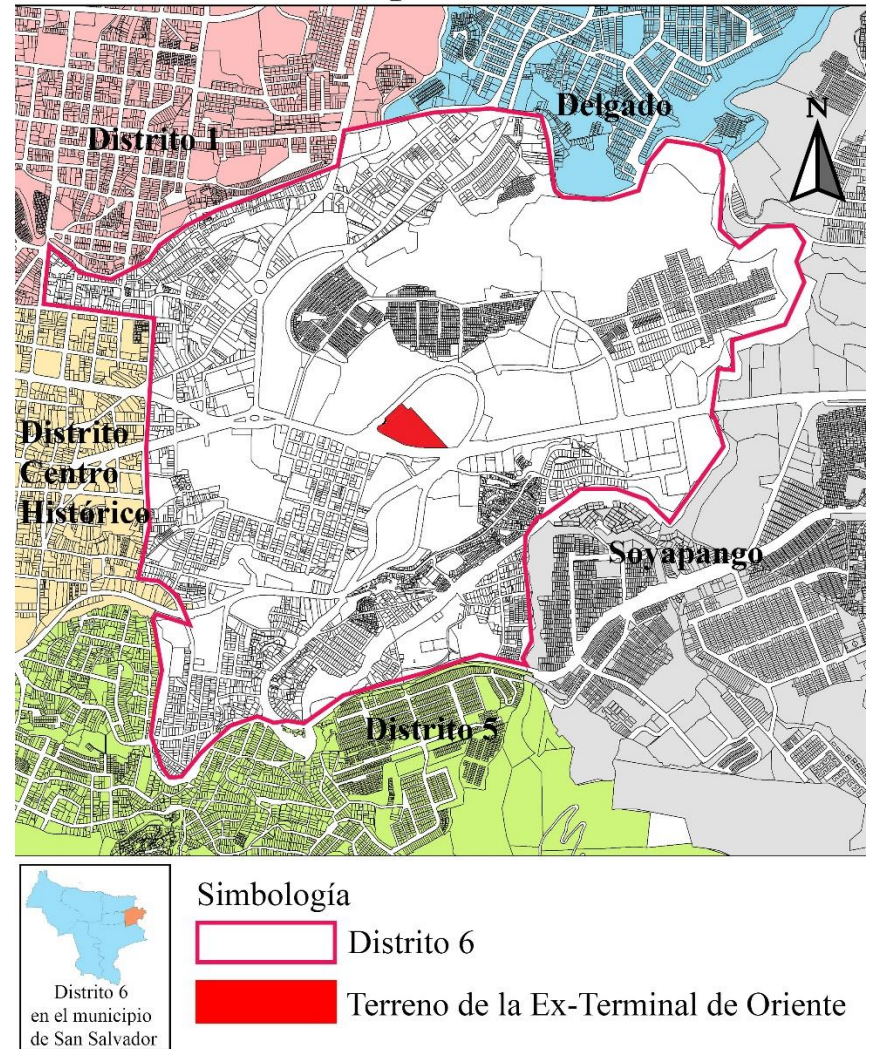 Delgado
N
Distrito 1
Distrito
Centro
Histórico
Soyapango
Distrito 5
Simbología
Distrito 6
Terreno de la Ex-Terminal de Oriente
Distrito 6
en el municipio
de San Salvador